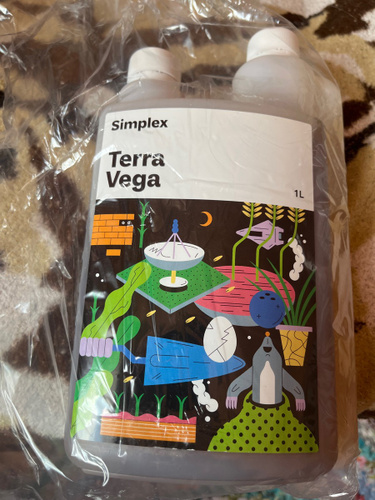 Simplex
Terra
Vega
1L